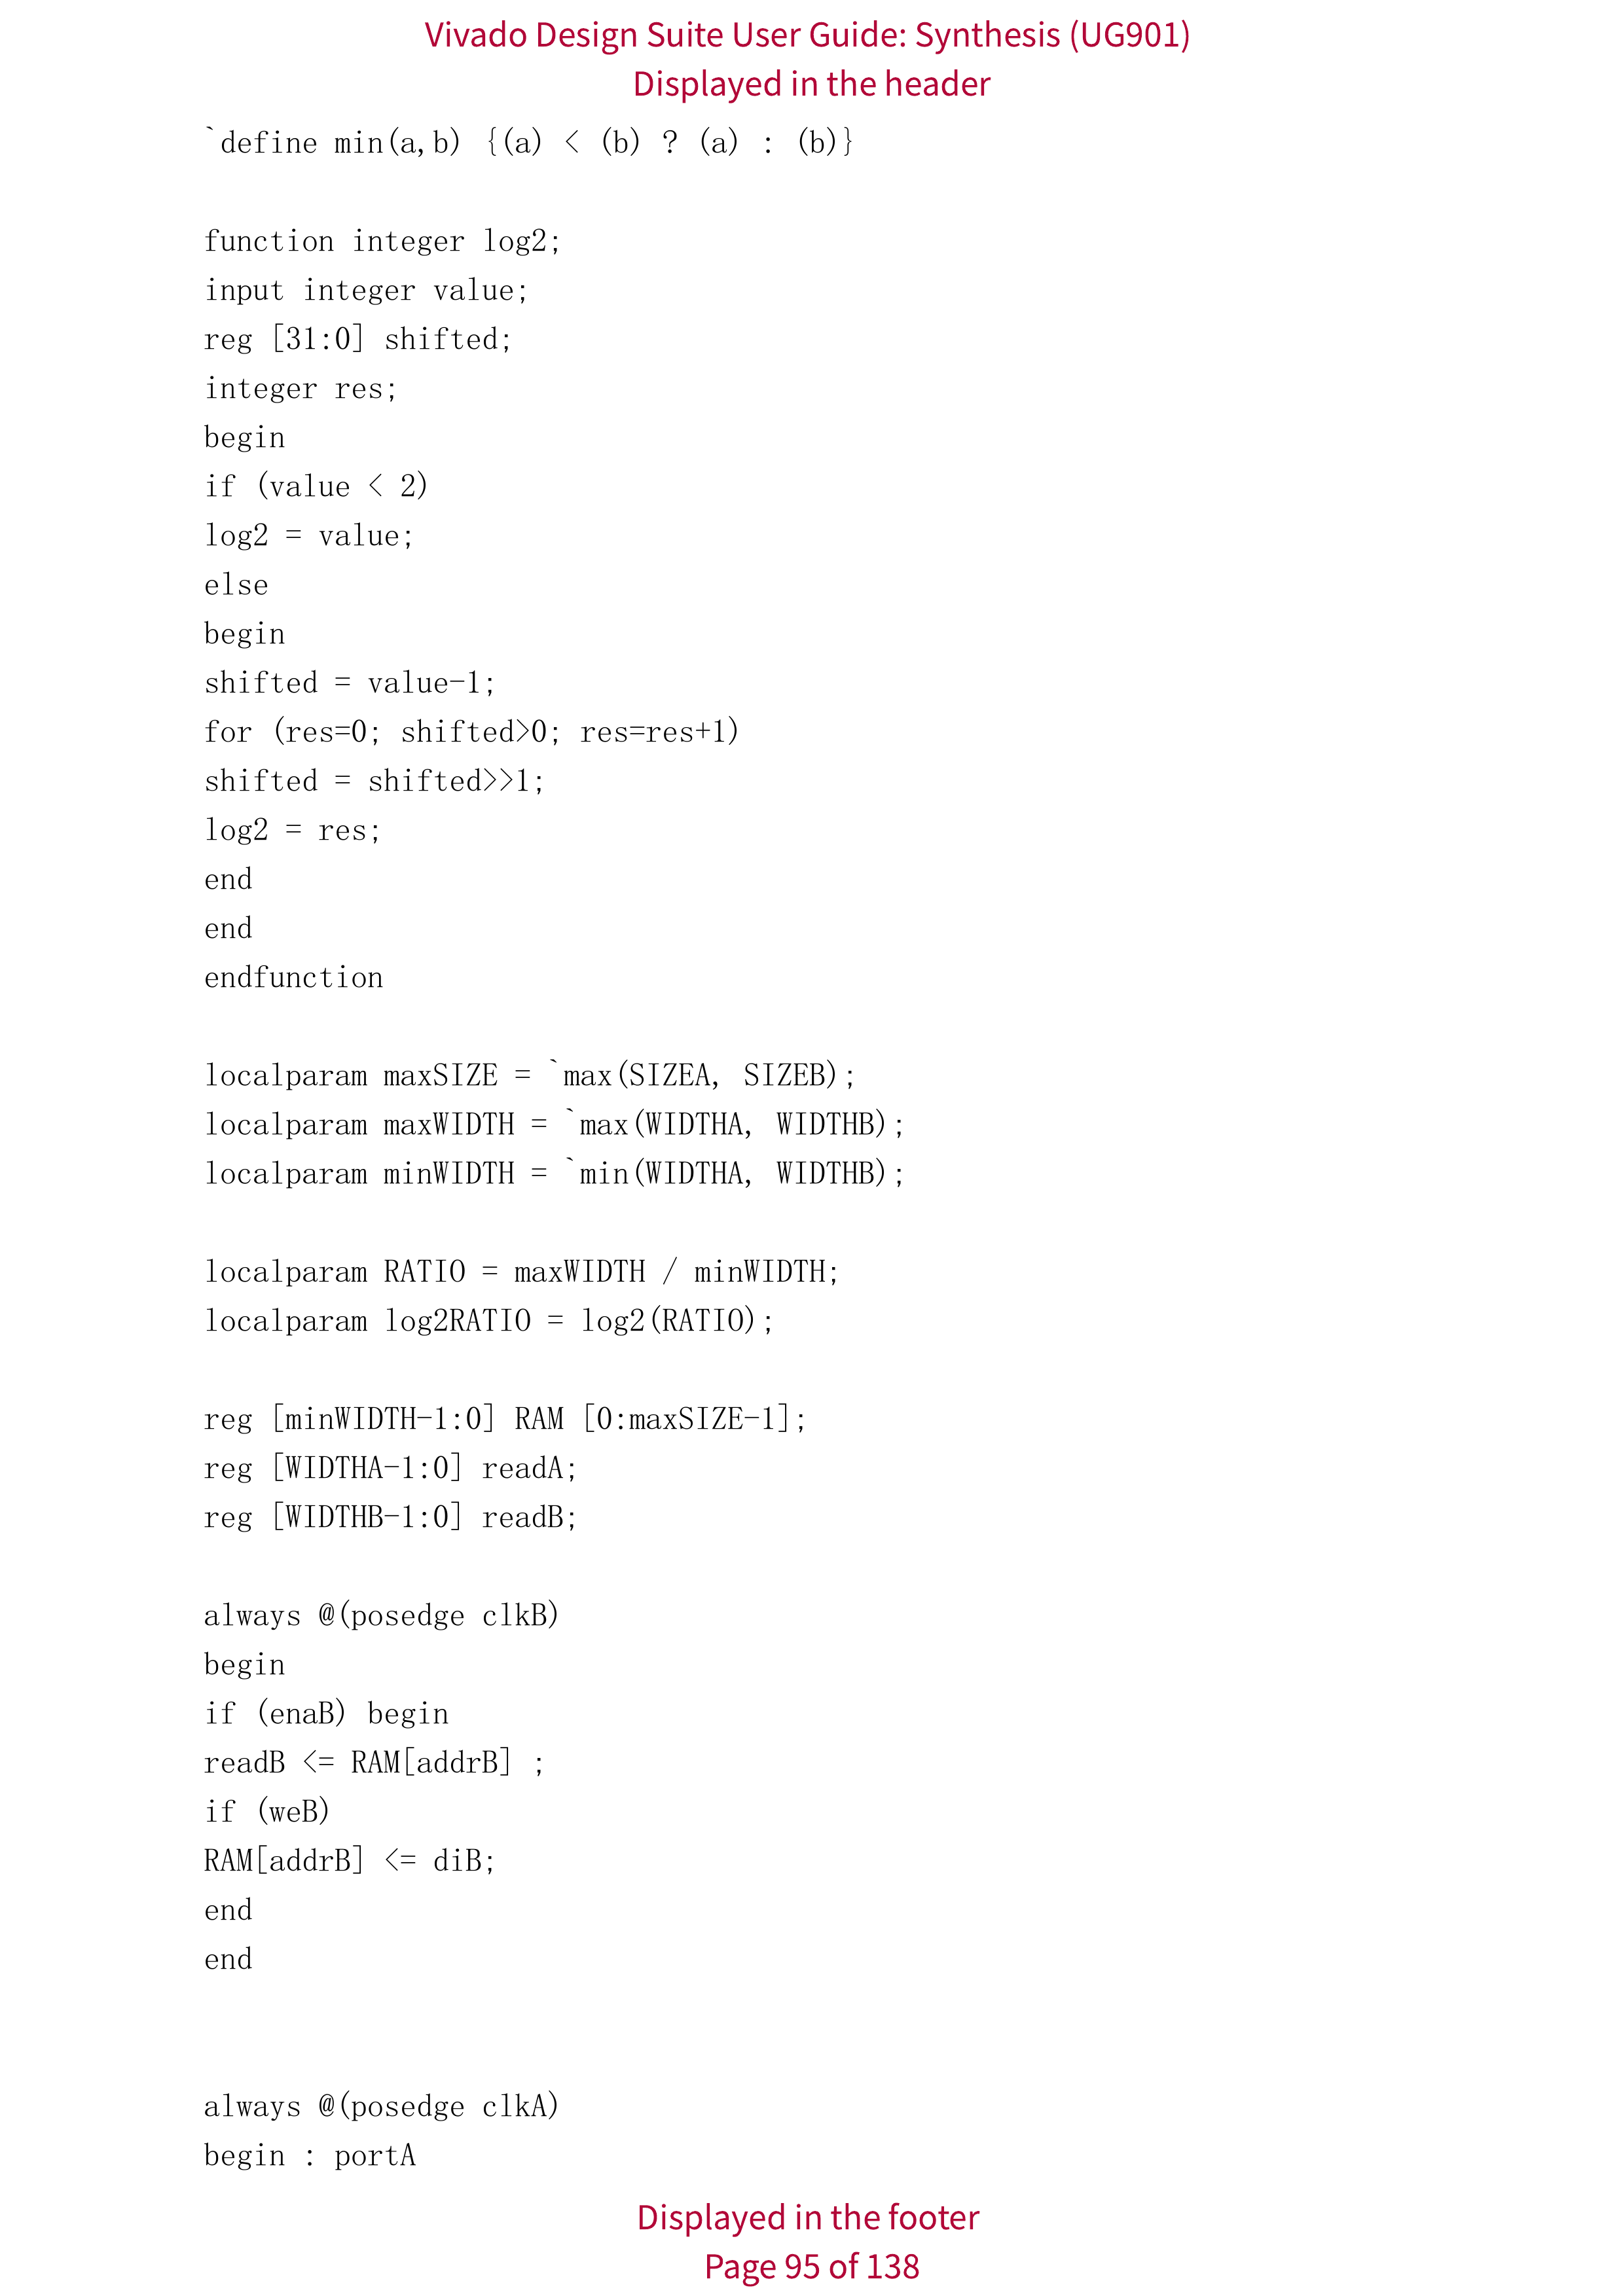 Vivado Design Suite User Guide: Synthesis (UG901)
Displayed in the header
`define min(a,b) {(a) < (b) ? (a) : (b)}
function integer log2;
input integer value;
reg [31:0] shifted;
integer res;
begin
if (value < 2)
log2 = value;
else
begin
shifted = value-1;
for (res=0; shifted>0; res=res+1)
shifted = shifted>>1;
log2 = res;
end
end
endfunction
localparam maxSIZE = `max(SIZEA, SIZEB);
localparam maxWIDTH = `max(WIDTHA, WIDTHB);
localparam minWIDTH = `min(WIDTHA, WIDTHB);
localparam RATIO = maxWIDTH / minWIDTH;
localparam log2RATIO = log2(RATIO);
reg [minWIDTH-1:0] RAM [0:maxSIZE-1];
reg [WIDTHA-1:0] readA;
reg [WIDTHB-1:0] readB;
always @(posedge clkB)
begin
if (enaB) begin
readB <= RAM[addrB] ;
if (weB)
RAM[addrB] <= diB;
end
end
always @(posedge clkA)
begin : portA
Displayed in the footer
Page 95 of 138